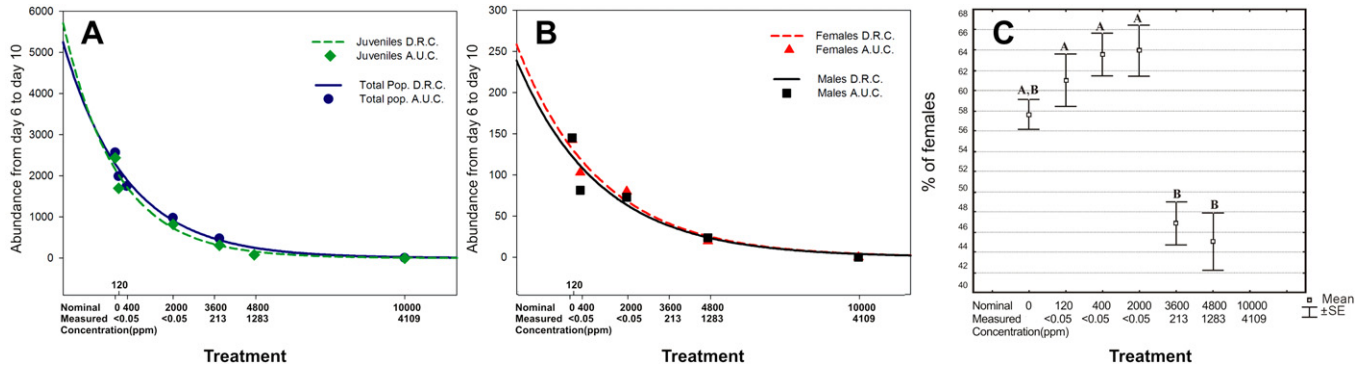 A
Abundance from day 6 to day 10
6000
5000
4000
3000
2000
1000
0
Juveniles D.R.C.
Juveniles A.U.C.
Total Pop. D.R.C.
Total pop. A.U.C.
120
Nominal 0 400 2000 3600 4800 10000
Measured <0.05 <0.05 213 1283 4109
Concentration(ppm)
Treatment
B
Abundance from day 6 to day 10
300
250
200
150
100
50
0
Females D.R.C.
Females A.U.C.
Males D.R.C.
Males A.U.C.
120
Nominal 0 400 2000 3600 4800 10000
Measured <0.05 <0.05 213 1283 4109
Concentration(ppm)
Treatment
C
% of females
68
66
64
62
60
58
56
54
52
50
48
46
44
42
40
A,B
A
A
A
B
B
Nominal 0 120 400 2000 3600 4800 10000
Measured <0.05 <0.05 <0.05 213 1283 4109
Concentration(ppm)
Mean
±SE
Treatment